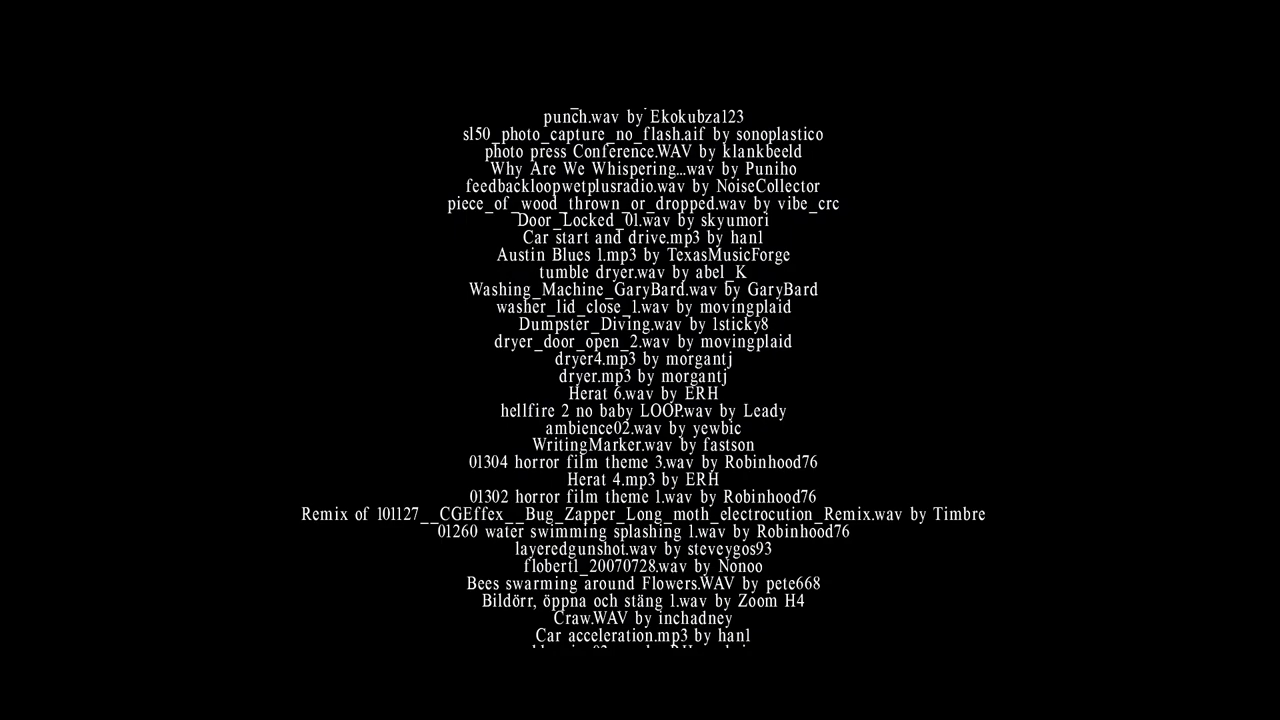 punch.wav by Ekokubza123
sl50_photo_capture_no_flash.aif by sonoplastico
photo press Conference.WAV by klankbeeld
Why Are We Whispering...wav by Puniho
feedbackloopwetplusradio.wav by NoiseCollector
piece_of_wood_thrown_or_dropped.wav by vibe_crc
Door_Locked_01.wav by skyumori
Car start and drive.mp3 by han1
Austin Blues 1.mp3 by TexasMusicForge
tumble dryer.wav by abel_K
Washing_Machine_GaryBard.wav by GaryBard
washer_lid_close_1.wav by movingplaid
Dumpster_Diving.wav by 1sticky8
dryer_door_open_2.wav by movingplaid
dryer4.mp3 by morgantj
dryer.mp3 by morgantj
Herat 6.wav by ERH
hellfire 2 no baby LOOP.wav by Leady
ambience02.wav by yewbic
WritingMarker.wav by fastson
01304 horror film theme 3.wav by Robinhood76
Herat 4.mp3 by ERH
01302 horror film theme 1.wav by Robinhood76
Remix of 101127__CGEffex__Bug_Zapper_Long_moth_electrocution_Remix.wav by Timbre
01260 water swimming splashing 1.wav by Robinhood76
layeredgunshot.wav by steveygos93
flobert1_20070728.wav by Nonoo
Bees swarming around Flowers.WAV by pete668
Bildörr, öppna och stäng 1.wav by Zoom H4
Craw.WAV by inchadney
Car acceleration.mp3 by han1